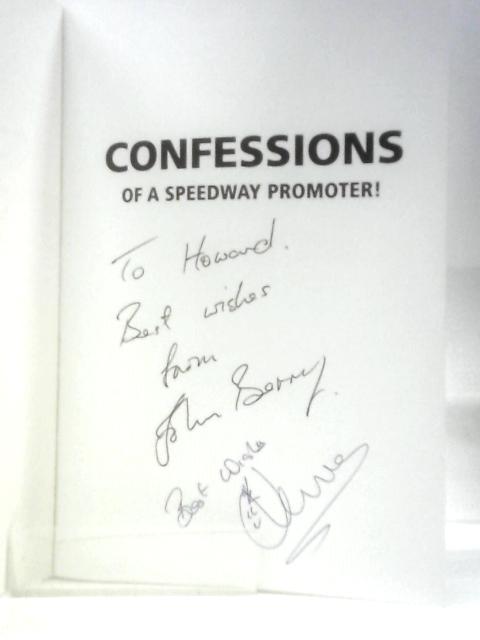 CONFESSIONS
OF A SPEEDWAY PROMOTER!
To Howard.
Best wishes
from
John Berry.
Best Wishes